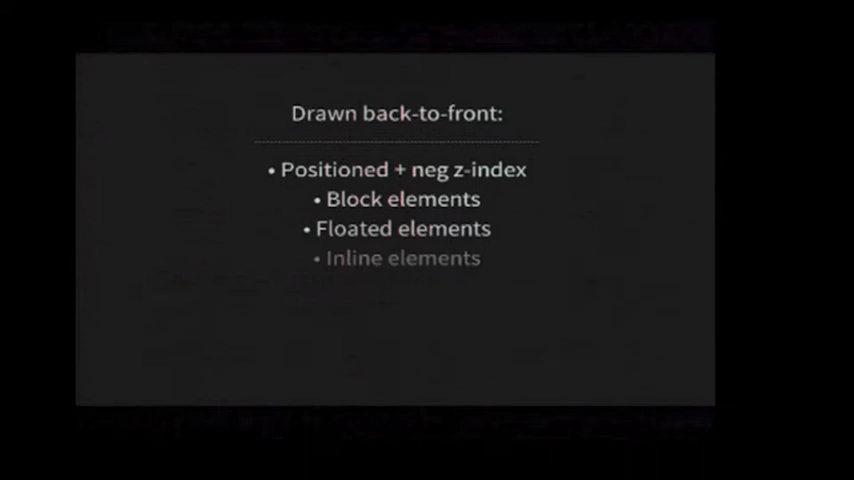 Drawn back-to-front:
• Positioned + neg z-index
• Block elements
• Floated elements
• Inline elements